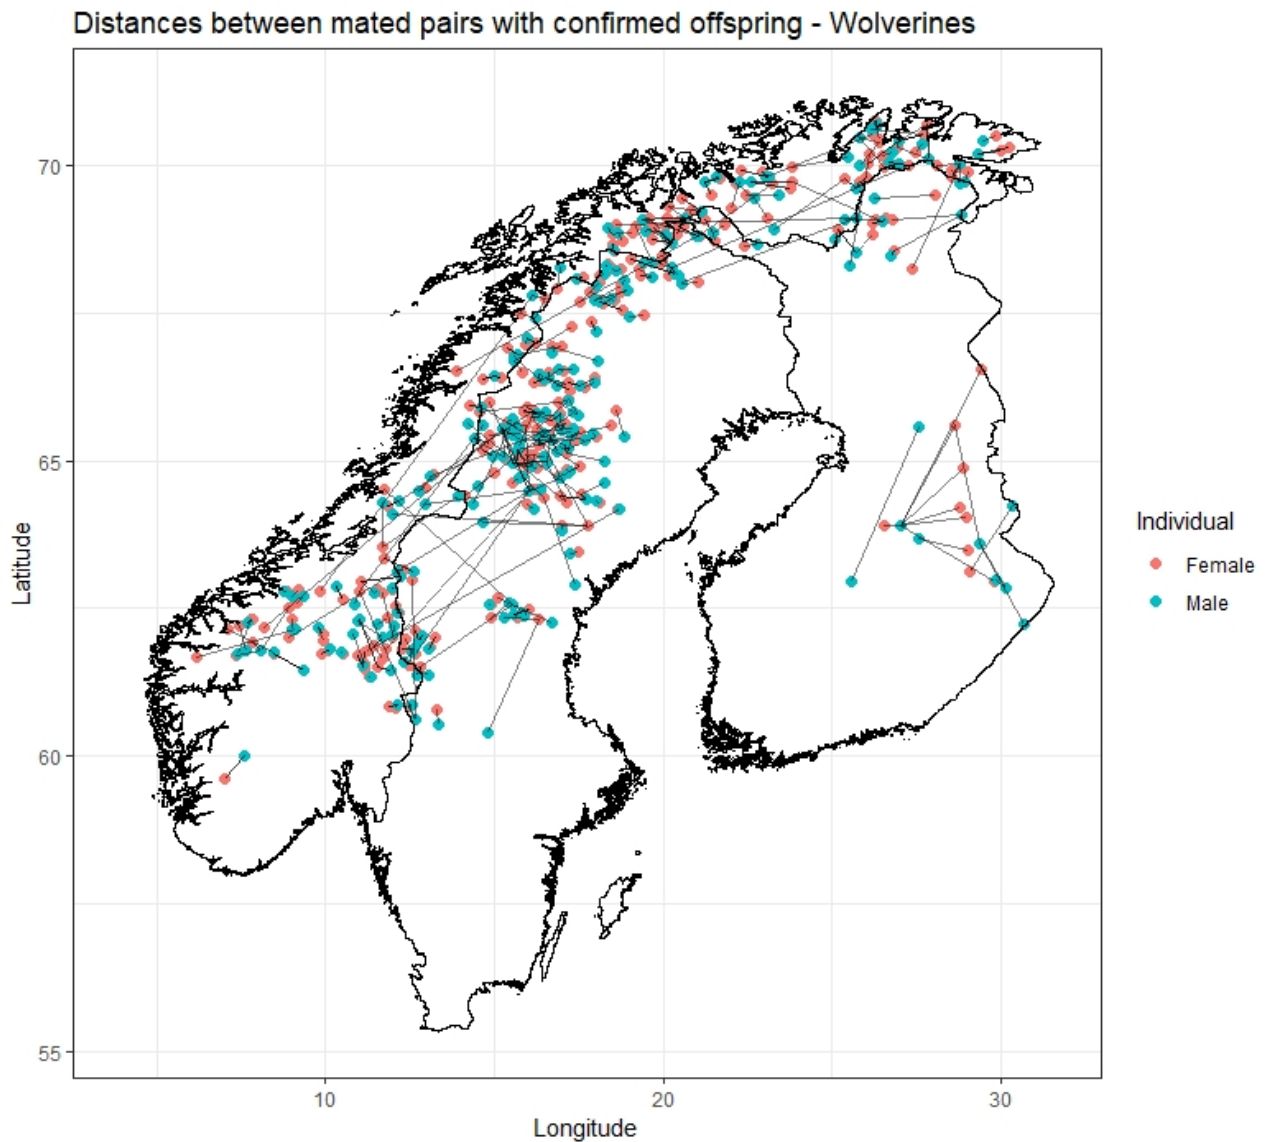 Distances between mated pairs with confirmed offspring - Wolverines
70
65
60
55
Latitude
10
20
30
Longitude
Individual
Female
Male